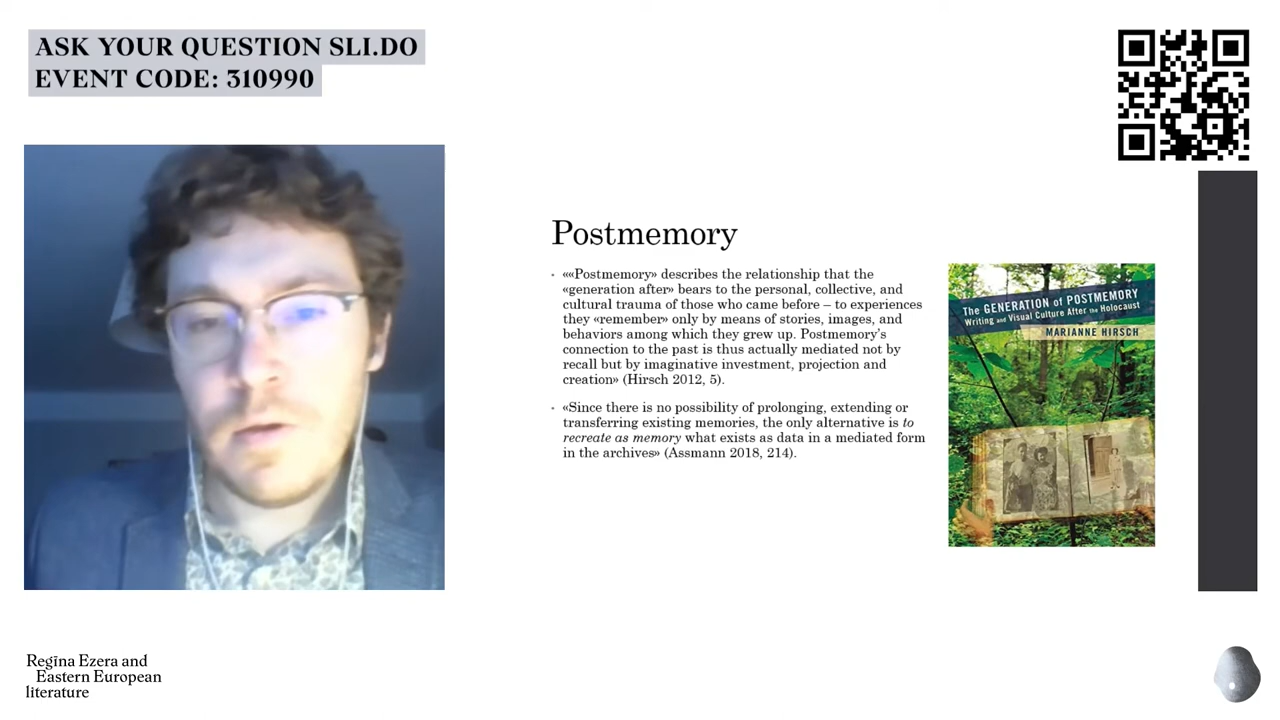 ASK YOUR QUESTION SLI.DO
EVENT CODE: 310990
Postmemory
««Postmemory» describes the relationship that the
«generation after» bears to the personal, collective, and
cultural trauma of those who came before – to experiences
they «remember» only by means of stories, images, and
behaviors among which they grew up. Postmemory's
connection to the past is thus actually mediated not by
recall but by imaginative investment, projection and
creation» (Hirsch 2012, 5).
«Since there is no possibility of prolonging, extending or
transferring existing memories, the only alternative is to
recreate as memory what exists as data in a mediated form
in the archives» (Assmann 2018, 214).
The GENERATION of POSTMEMORY
Writing and Visual Culture After the Holocaust
MARIANNE HIRSCH
Regīna Ezera and
Eastern European
literature